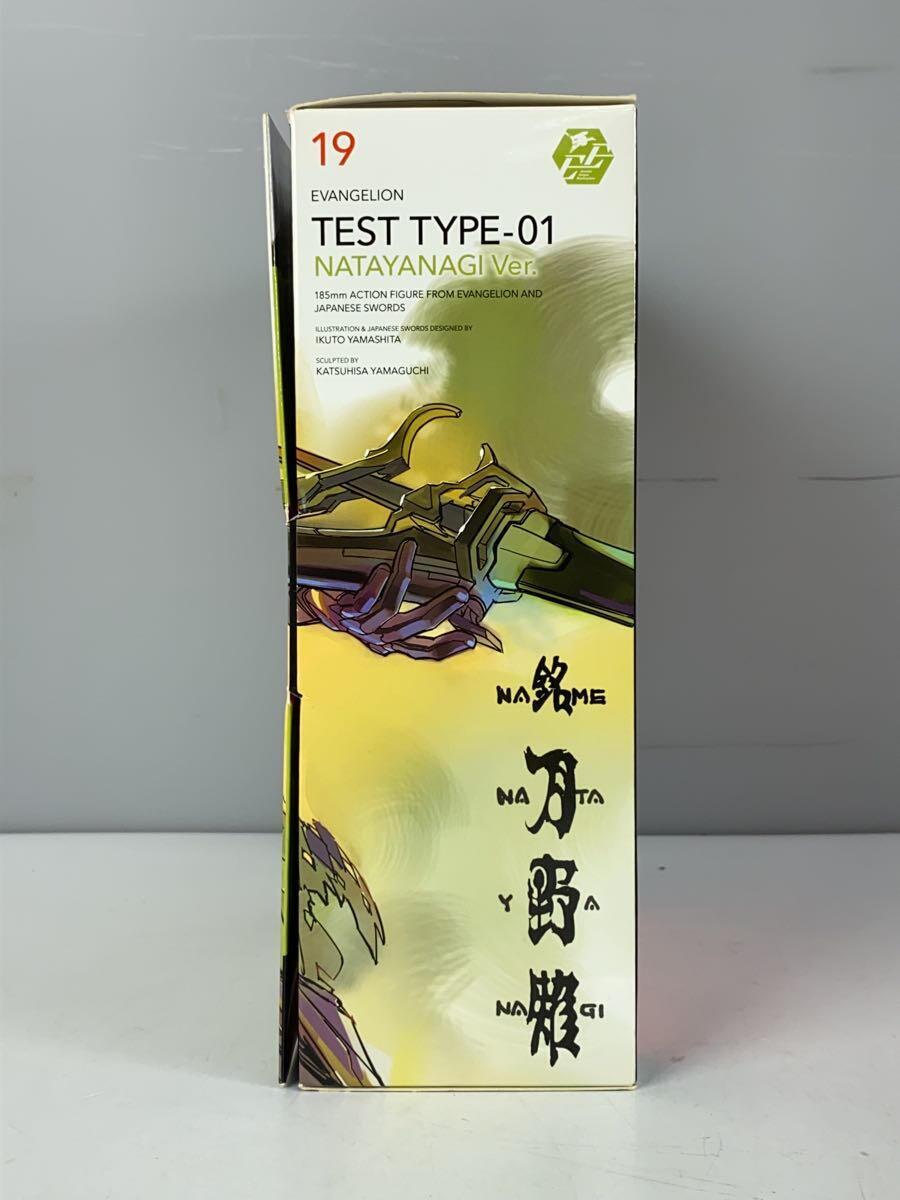 19
EVANGELION
TEST TYPE-01
NATAYANAGI Ver.
185mm ACTION FIGURE FROM EVANGELION AND
JAPANESE SWORDS
ILLUSTRATION & JAPANESE SWORDS DESIGNED BY
IKUTO YAMASHITA
SCULPTED BY
KATSUHISA YAMAGUCHI
NA銘ME
NA刀TA
Y野A
NA雉GI